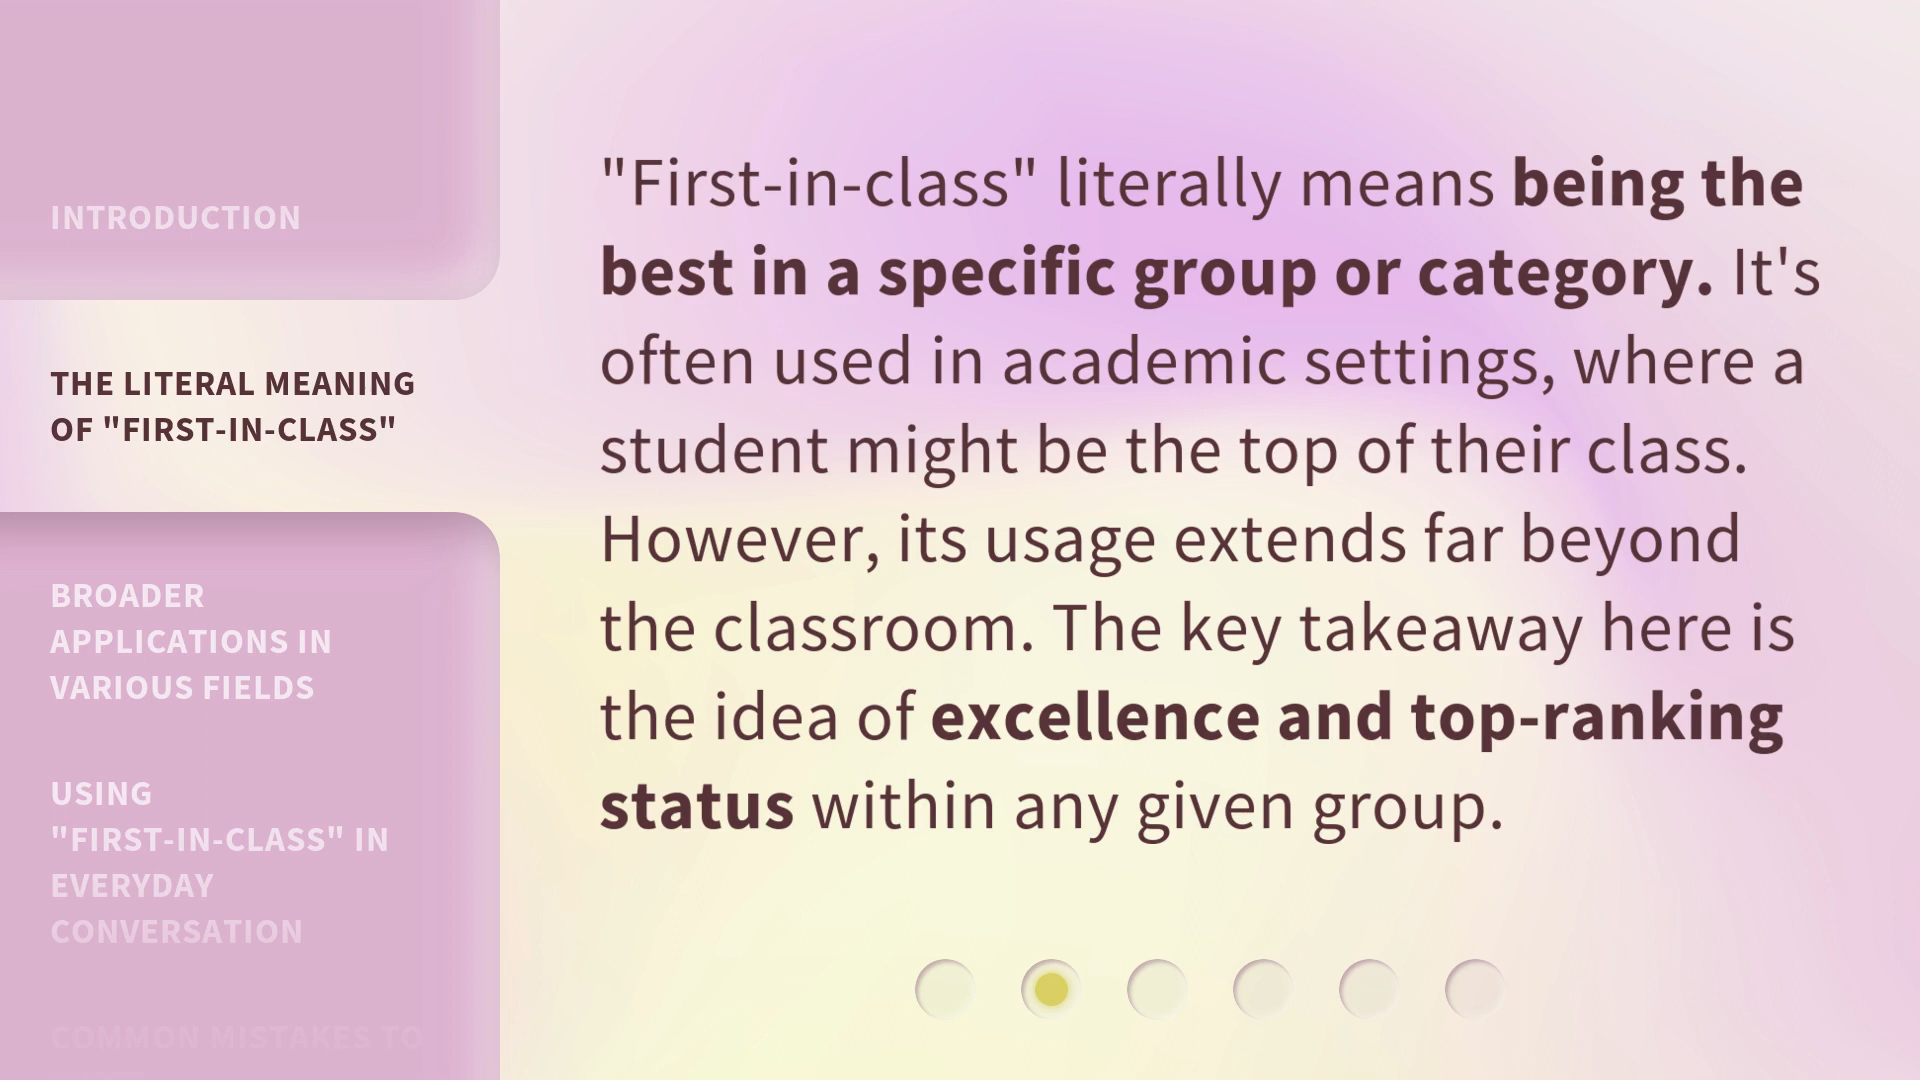 INTRODUCTION
THE LITERAL MEANING
OF "FIRST-IN-CLASS"
BROADER
APPLICATIONS IN
VARIOUS FIELDS
USING
"FIRST-IN-CLASS" IN
EVERYDAY
CONVERSATION
COMMON MISTAKES TO
"First-in-class" literally means being the
best in a specific group or category. It's
often used in academic settings, where a
student might be the top of their class.
However, its usage extends far beyond
the classroom. The key takeaway here is
the idea of excellence and top-ranking
status within any given group.